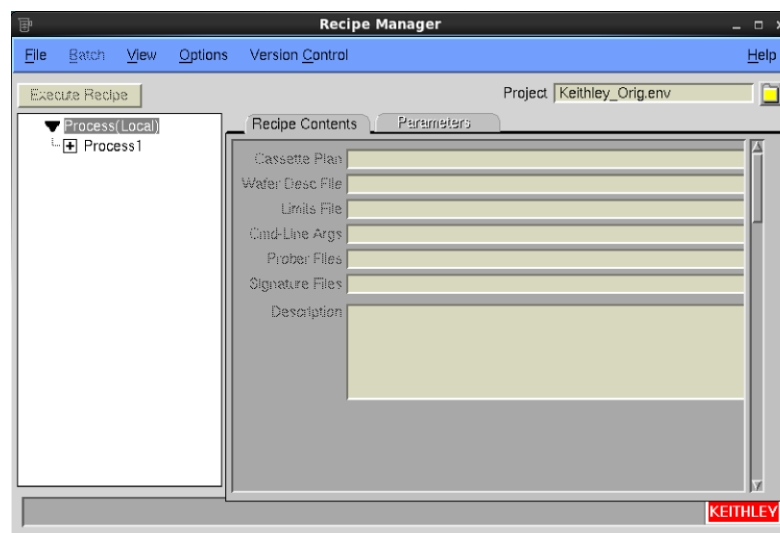 Recipe Manager
File Batch View Options Version Control Help
Execute Recipe
Project Keithley_Orig.env
Process(Local)
Process1
Recipe Contents Parameters
Cassette Plan
Wafer Desc File
Limits File
Cmd-Line Args
Prober Files
Signature Files
Description
KEITHLEY